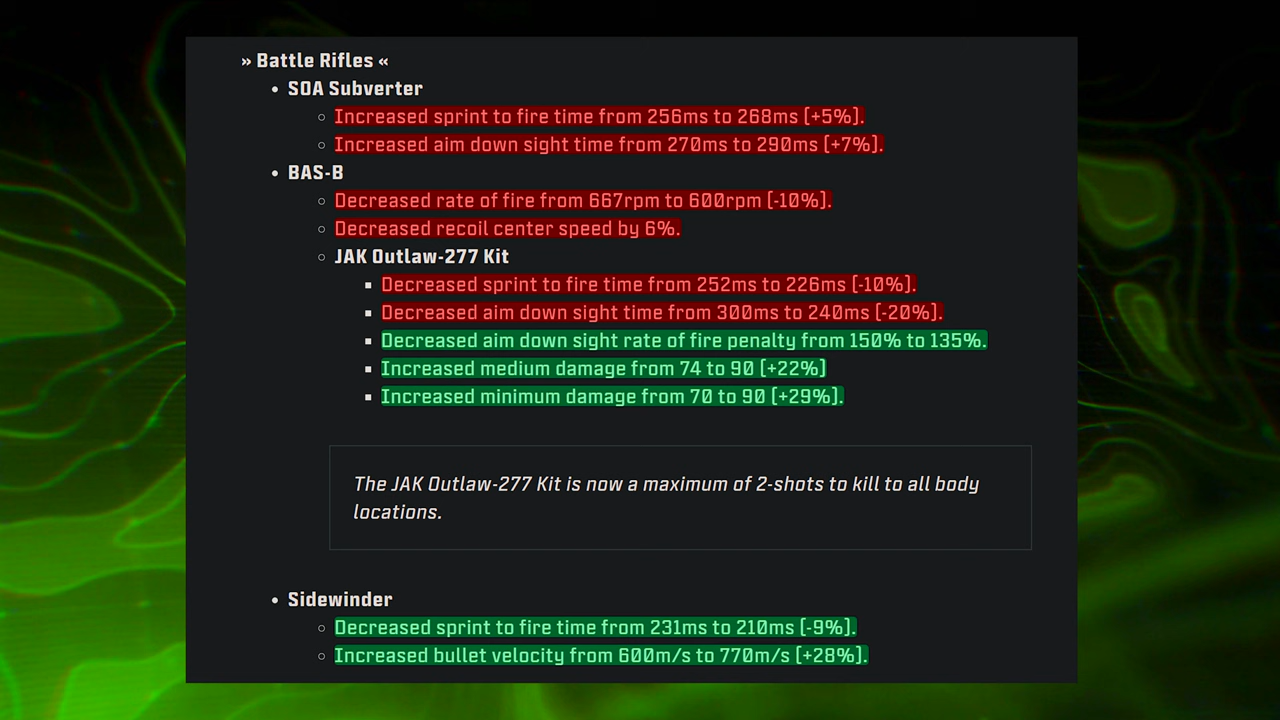 » Battle Rifles «
• SOA Subverter
○ Increased sprint to fire time from 256ms to 268ms (+5%).
○ Increased aim down sight time from 270ms to 290ms (+7%).
• BAS-B
○ Decreased rate of fire from 667rpm to 600rpm (-10%).
○ Decreased recoil center speed by 6%.
○ JAK Outlaw-277 Kit
▪ Decreased sprint to fire time from 252ms to 226ms (-10%).
▪ Decreased aim down sight time from 300ms to 240ms (-20%).
▪ Decreased aim down sight rate of fire penalty from 150% to 135%.
▪ Increased medium damage from 74 to 90 (+22%)
▪ Increased minimum damage from 70 to 90 (+29%).
The JAK Outlaw-277 Kit is now a maximum of 2-shots to kill to all body
locations.
• Sidewinder
○ Decreased sprint to fire time from 231ms to 210ms (-9%).
○ Increased bullet velocity from 600m/s to 770m/s (+28%).